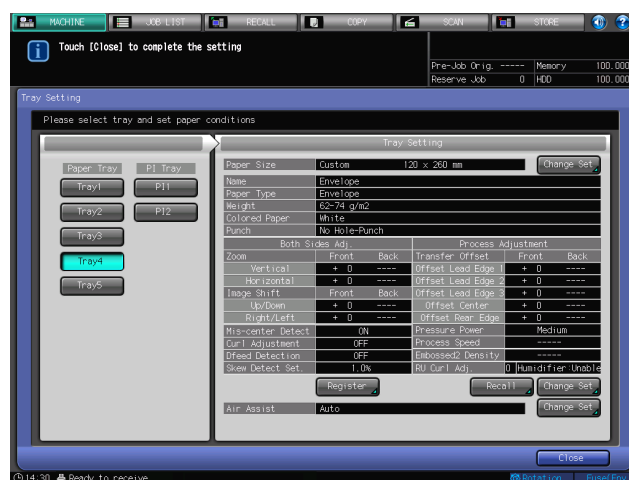 MACHINE JOB LIST RECALL COPY SCAN STORE
Touch [Close] to complete the setting
Pre-Job Orig. ----- Memory 100.000
Reserve Job 0 HDD 100.000
Tray Setting
Please select tray and set paper conditions
Tray Setting
Paper Tray PI Tray
Tray1 PI1
Tray2 PI2
Tray3
Tray4
Tray5
Paper Size Custom 120 x 260 mm Change Set
Name Envelope
Paper Type Envelope
Weight 62-74 g/m2
Colored Paper White
Punch No Hole-Punch
Both Sides Adj. Process Adjustment
Zoom Front Back Transfer Offset Front Back
Vertical + 0 ---- Offset Lead Edge 1 + 0 ----
Horizontal + 0 ---- Offset Lead Edge 2 + 0 ----
Image Shift Front Back Offset Lead Edge 3 + 0 ----
Up/Down + 0 ---- Offset Center + 0 ----
Right/Left + 0 ---- Offset Rear Edge + 0 ----
Mis-center Detect ON Pressure Power Medium
Curl Adjustment OFF Process Speed -----
Dfeed Detection OFF Embossed2 Density -----
Skew Detect Set. 1.0% RU Curl Adj. 0 Humidifier:Unable
Register Recall Change Set
Air Assist Auto Change Set
Close
14:30 Ready to receive Rotation Fuse(Env